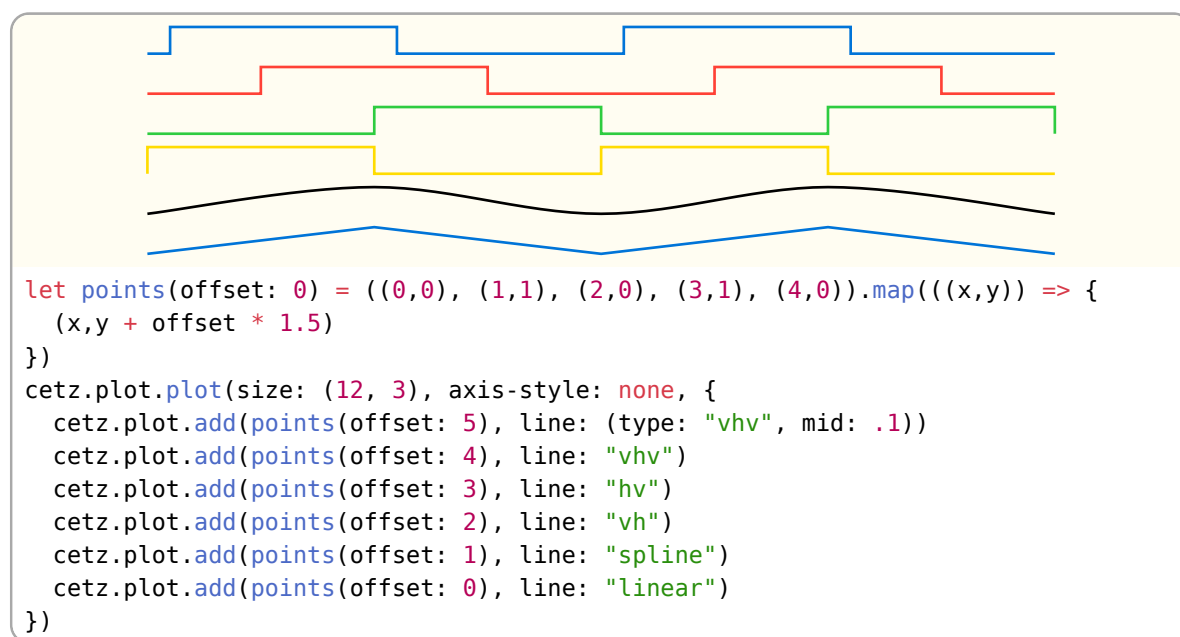 let points(offset: 0) = ((0,0), (1,1), (2,0), (3,1), (4,0)).map(((x,y)) => {
  (x,y + offset * 1.5)
})
cetz.plot.plot(size: (12, 3), axis-style: none, {
  cetz.plot.add(points(offset: 5), line: (type: "vhv", mid: .1))
  cetz.plot.add(points(offset: 4), line: "vhv")
  cetz.plot.add(points(offset: 3), line: "hv")
  cetz.plot.add(points(offset: 2), line: "vh")
  cetz.plot.add(points(offset: 1), line: "spline")
  cetz.plot.add(points(offset: 0), line: "linear")
})